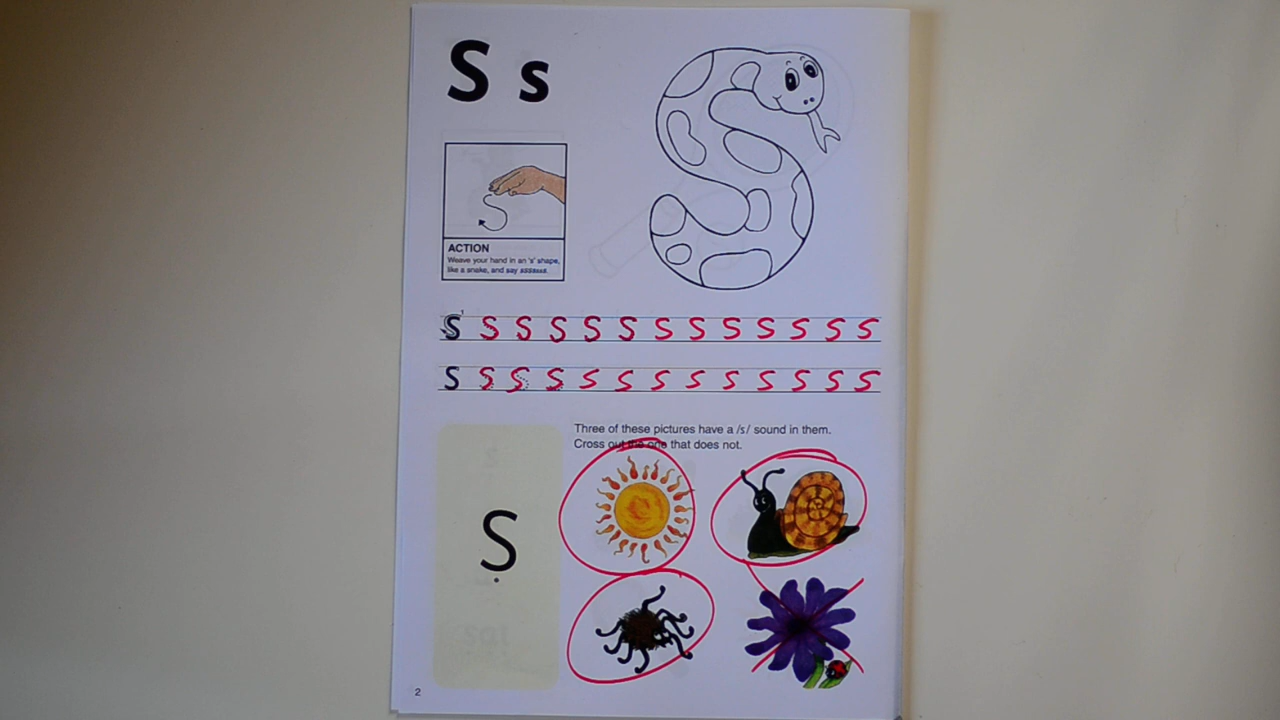 S s
ACTION
Weave your hand in an 's' shape,
like a snake, and say ssssss.
s s s s s s s s s s s s s
s s s s s s s s s s s s s
Three of these pictures have a /s/ sound in them.
Cross out the one that does not.
s
2